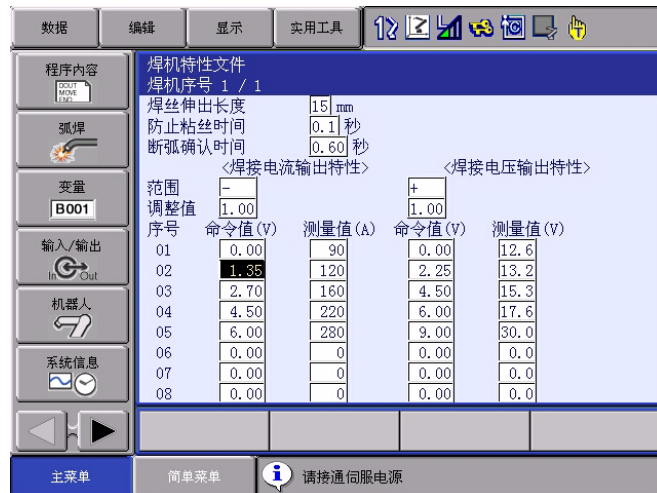 数据 编辑 显示 实用工具
程序内容
DOUT
MOVE
END
弧焊
变量
B001
输入/输出
In Out
机器人
系统信息
焊机特性文件
焊机序号 1 / 1
焊丝伸出长度 15 mm
防止粘丝时间 0.1 秒
断弧确认时间 0.60 秒
<焊接电流输出特性> <焊接电压输出特性>
范围 - +
调整值 1.00 1.00
序号 命令值(V) 测量值(A) 命令值(V) 测量值(V)
01 0.00 90 0.00 12.6
02 1.35 120 2.25 13.2
03 2.70 160 4.50 15.3
04 4.50 220 6.00 17.6
05 6.00 280 9.00 30.0
06 0.00 0 0.00 0.0
07 0.00 0 0.00 0.0
08 0.00 0 0.00 0.0
主菜单 简单菜单 请接通伺服电源